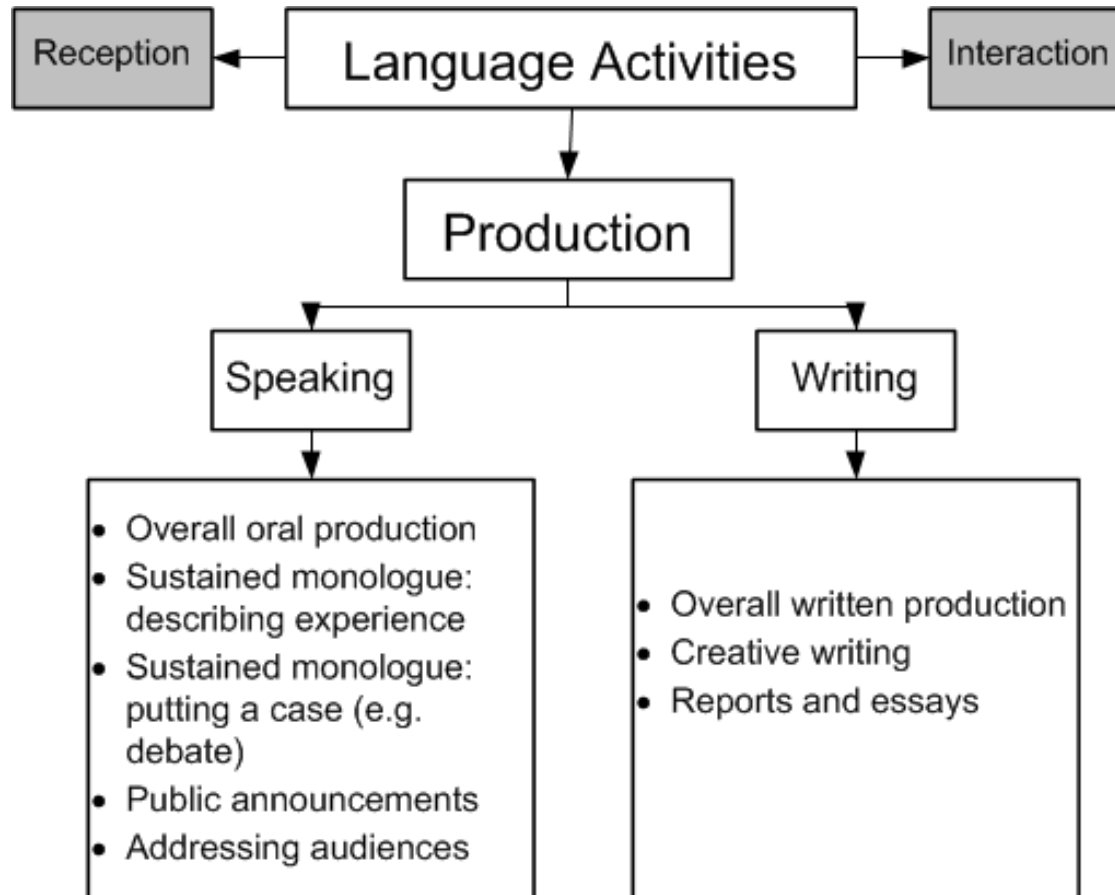 Reception
Language Activities
Interaction
Production
Speaking
Writing
• Overall oral production
• Sustained monologue:
describing experience
• Sustained monologue:
putting a case (e.g.
debate)
• Public announcements
• Addressing audiences
• Overall written production
• Creative writing
• Reports and essays